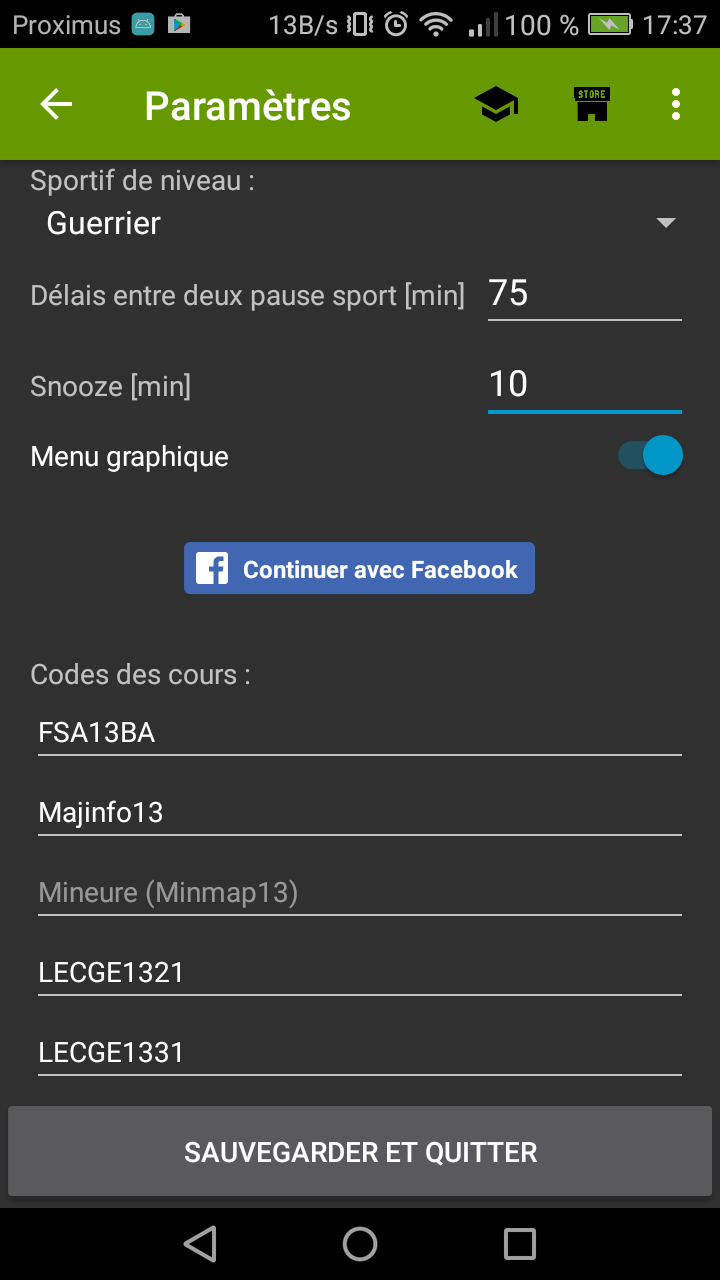 Proximus 13B/s 100 % 17:37
Paramètres STORE
Sportif de niveau :
Guerrier
Délais entre deux pause sport [min] 75
Snooze [min] 10
Menu graphique
Continuer avec Facebook
Codes des cours :
FSA13BA
Majinfo13
Mineure (Minmap13)
LECGE1321
LECGE1331
SAUVEGARDER ET QUITTER